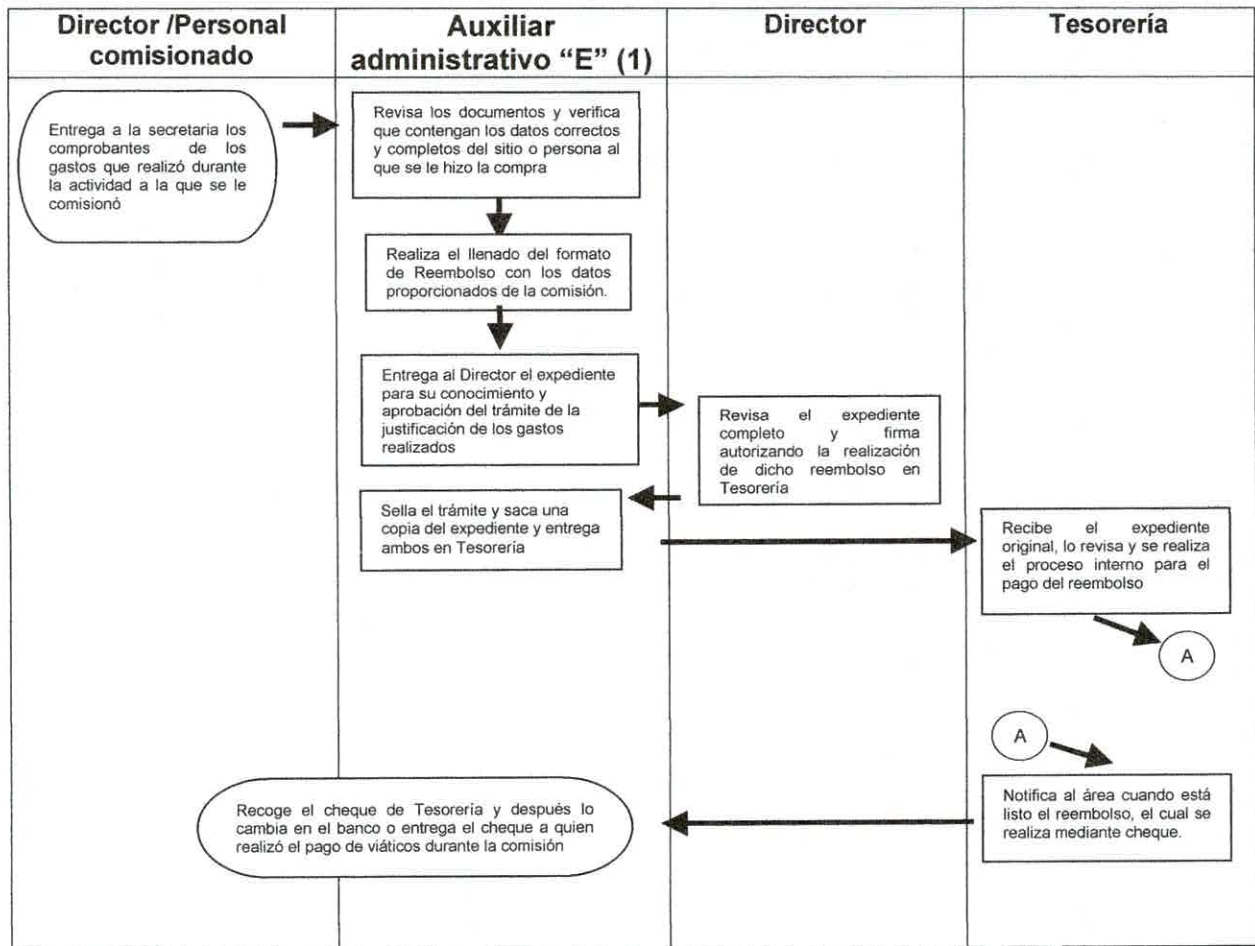 Director /Personal
comisionado
Auxiliar
administrativo “E” (1)
Director
Tesorería
Entrega a la secretaria los
comprobantes de los
gastos que realizó durante
la actividad a la que se le
comisionó
Revisa los documentos y verifica
que contengan los datos correctos
y completos del sitio o persona al
que se le hizo la compra
Realiza el llenado del formato
de Reembolso con los datos
proporcionados de la comisión.
Entrega al Director el expediente
para su conocimiento y
aprobación del trámite de la
justificación de los gastos
realizados
Revisa el expediente
completo y firma
autorizando la realización
de dicho reembolso en
Tesorería
Sella el trámite y saca una
copia del expediente y entrega
ambos en Tesorería
Recibe el expediente
original, lo revisa y se realiza
el proceso interno para el
pago del reembolso
A
A
Notifica al área cuando está
listo el reembolso, el cual se
realiza mediante cheque.
Recoge el cheque de Tesorería y después lo
cambia en el banco o entrega el cheque a quien
realizó el pago de viáticos durante la comisión